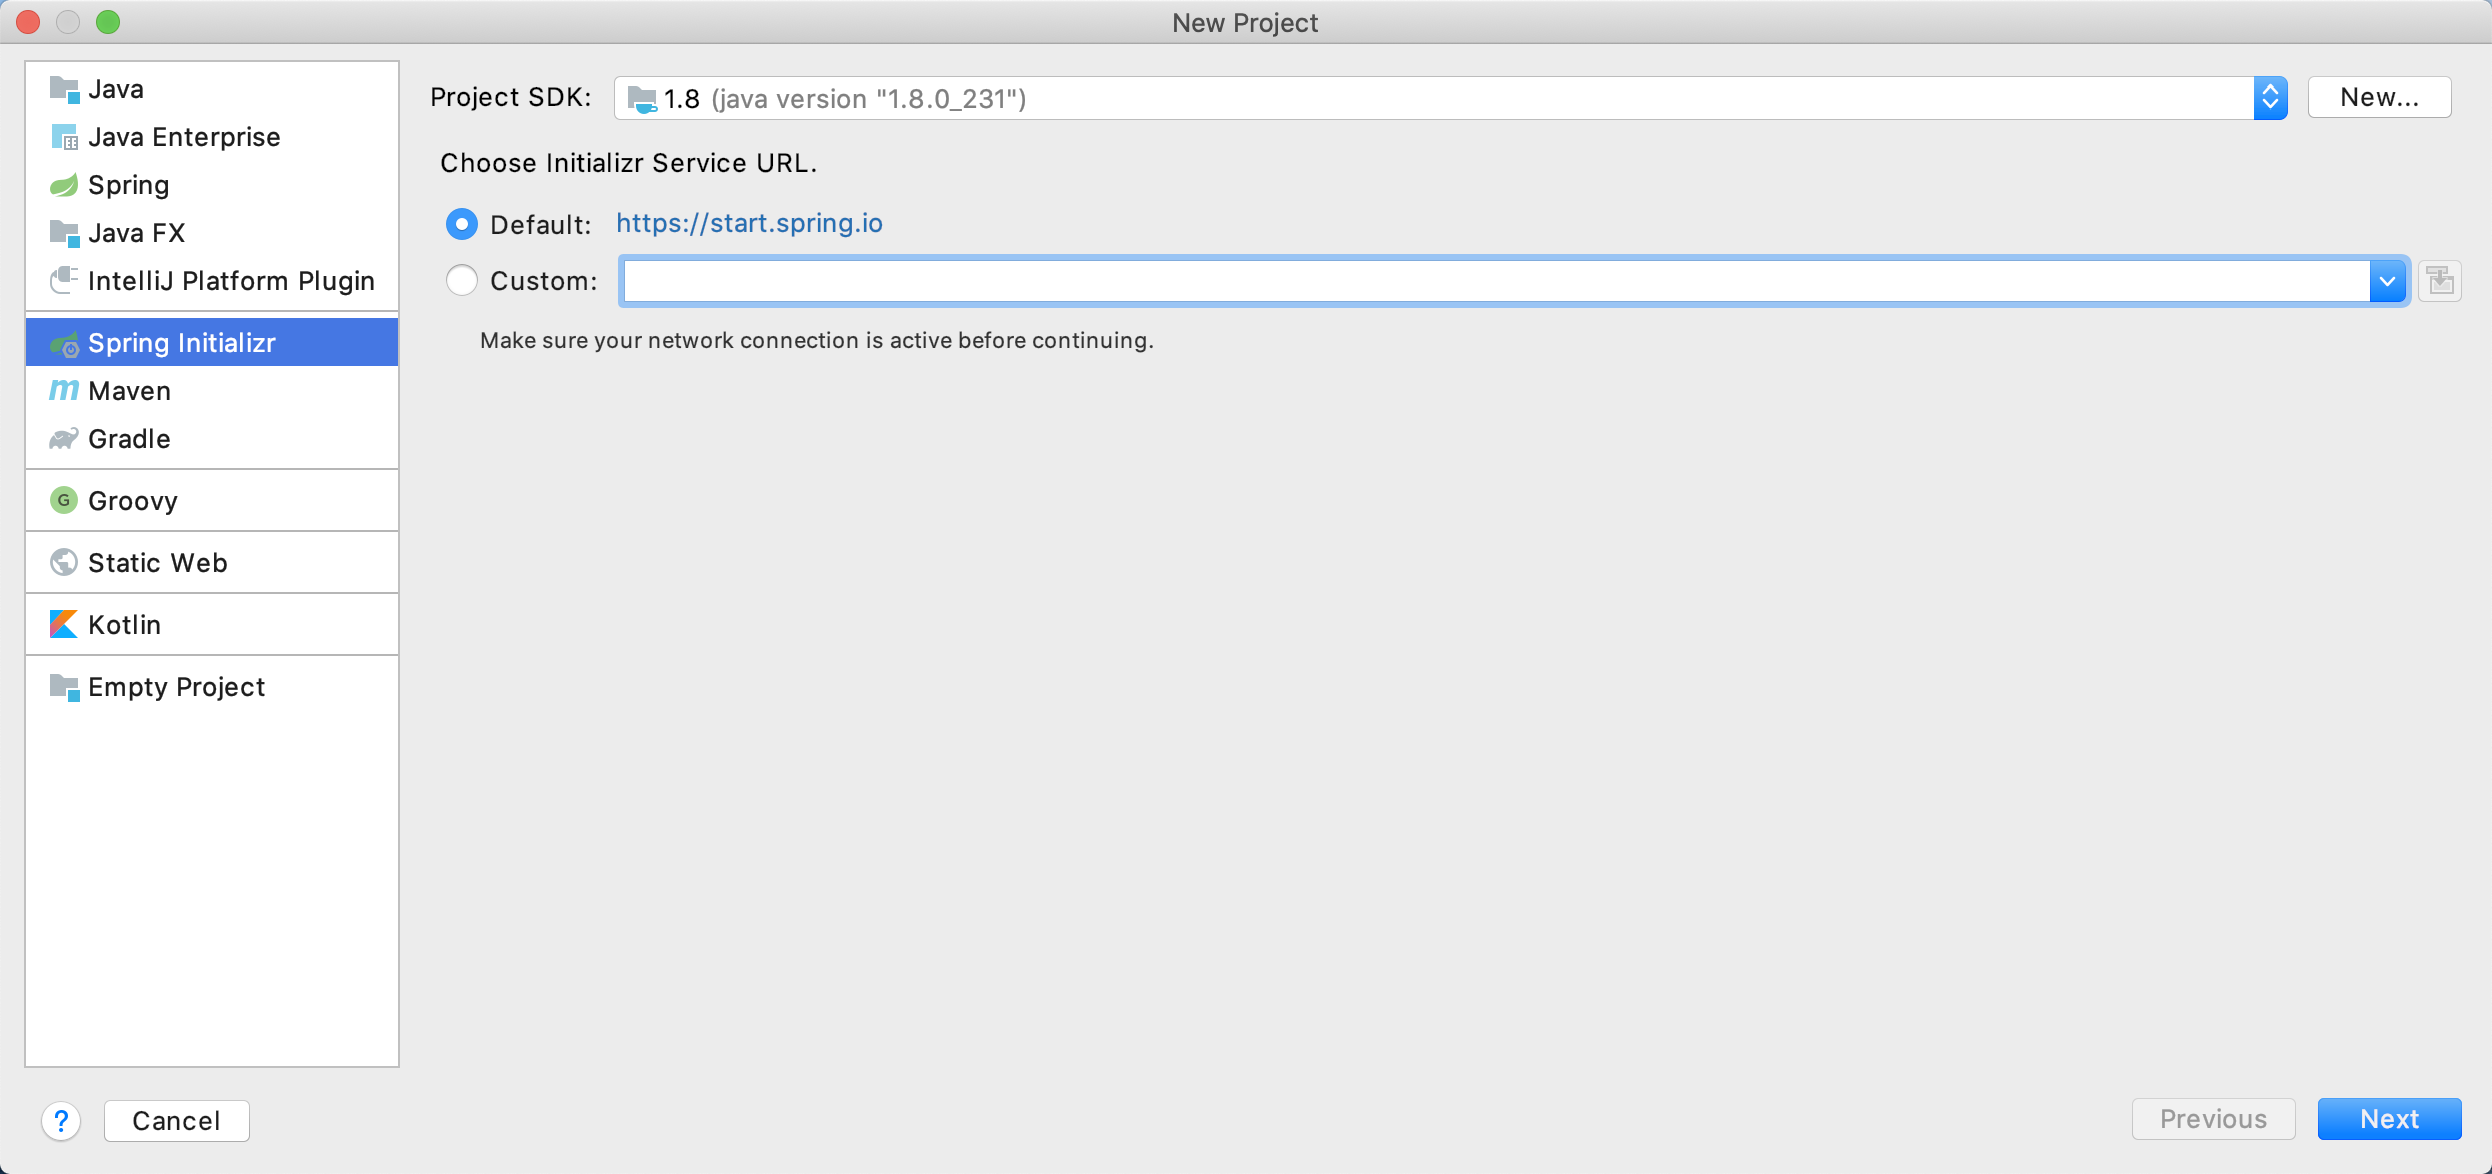 New Project
Java
Java Enterprise
Spring
Java FX
IntelliJ Platform Plugin
Spring Initializr
m Maven
Gradle
G Groovy
Static Web
Kotlin
Empty Project
Project SDK: 1.8 (java version "1.8.0_231") New...
Choose Initializr Service URL.
Default: https://start.spring.io
Custom:
Make sure your network connection is active before continuing.
? Cancel Previous Next